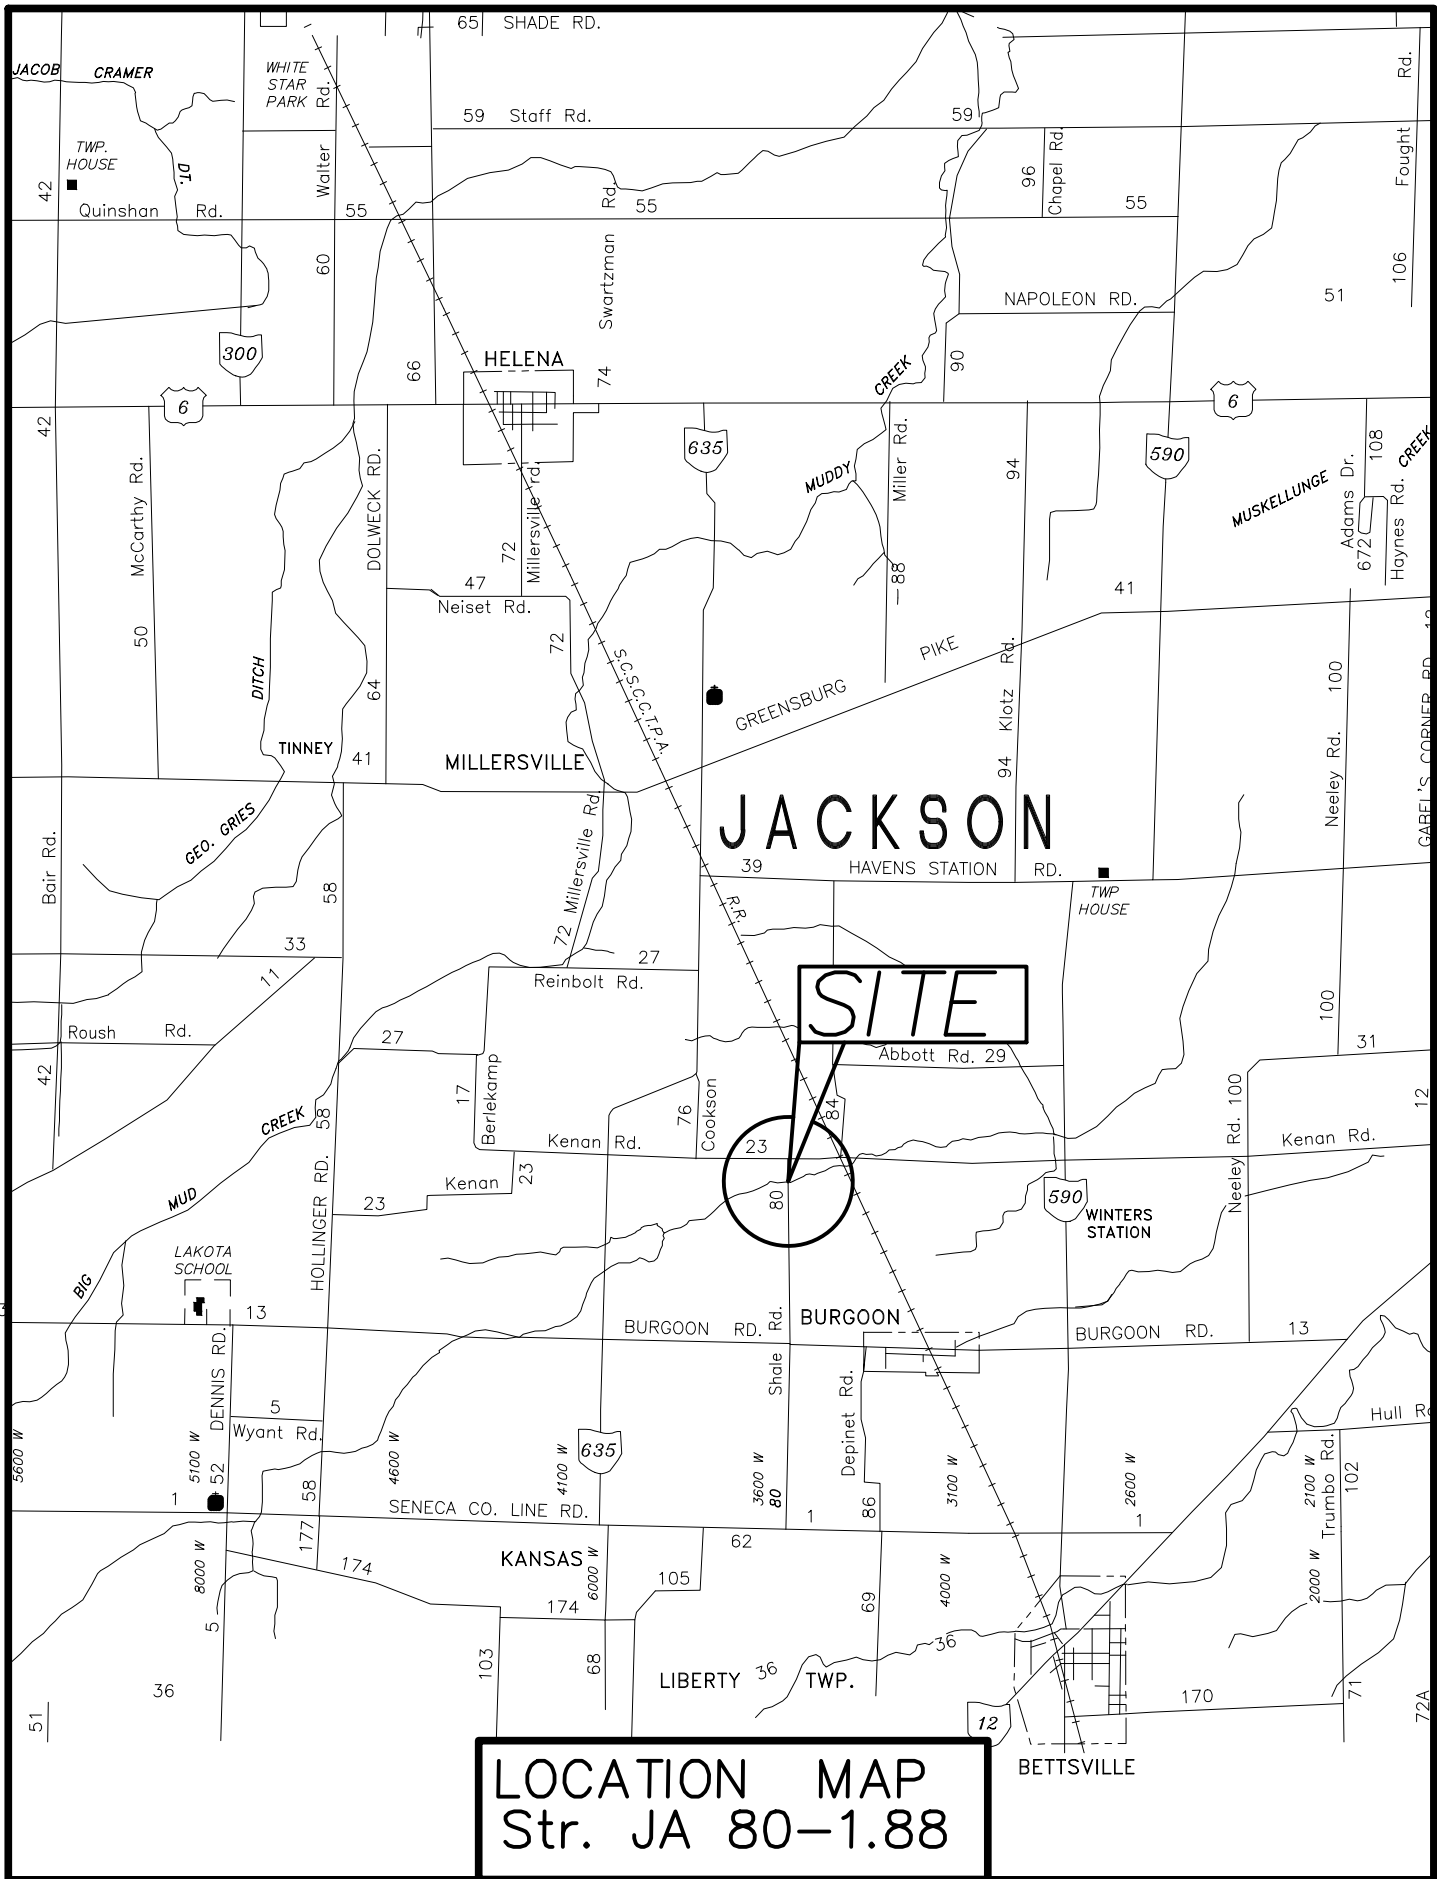 65 SHADE RD.
JACOB CRAMER
WHITE
STAR
PARK
Rd.
Rd.
59 Staff Rd. 59
TWP.
HOUSE
DT.
42
Walter
96
Chapel Rd.
Fought
Quinshan Rd. 55
Rd.
55
55
60
Swartzman
106
NAPOLEON RD.
51
300
HELENA
66
74
90
CREEK
6
6
42
635
590
McCarthy Rd.
DOLWECK RD.
Millersville rd.
72
MUDDY
Miller Rd.
94
MUSKELLUNGE
CREEK
Adams Dr.
108
672
Haynes Rd.
47
Neiset Rd.
88
41
50
72
DITCH
64
S.C.S.C.C.T.P.A.
GREENSBURG PIKE
Klotz Rd.
94
100
Neeley Rd.
GABEL'S CORNER RD.
TINNEY
41
MILLERSVILLE
JACKSON
GEO. GRIES
Bair Rd.
58
72 Millersville Rd.
39 HAVENS STATION RD.
TWP
HOUSE
R.R.
33
11
27
Reinbolt Rd.
SITE
100
Roush Rd.
27
Abbott Rd. 29
31
42
17
Berlekamp
76
Cookson
84
Neeley Rd. 100
12
CREEK
58
Kenan Rd.
23
Kenan Rd.
MUD
Kenan
23
23
80
590
WINTERS
STATION
HOLLINGER RD.
LAKOTA
SCHOOL
BIG
13
BURGOON RD.
Shale Rd.
BURGOON
BURGOON RD. 13
DENNIS RD.
5
Wyant Rd.
Depinet Rd.
Hull
5600 W
5100 W
52
58
4600 W
4100 W
635
3600 W
80
3100 W
2600 W
2100 W
Trumbo Rd.
102
1
SENECA CO. LINE RD.
1
86
1
177
174
KANSAS
62
8000 W
6000 W
105
4000 W
2000 W
5
174
69
36
103
68
LIBERTY 36 TWP.
36
51
12
170
71
72A
BETTSVILLE
LOCATION MAP
Str. JA 80-1.88